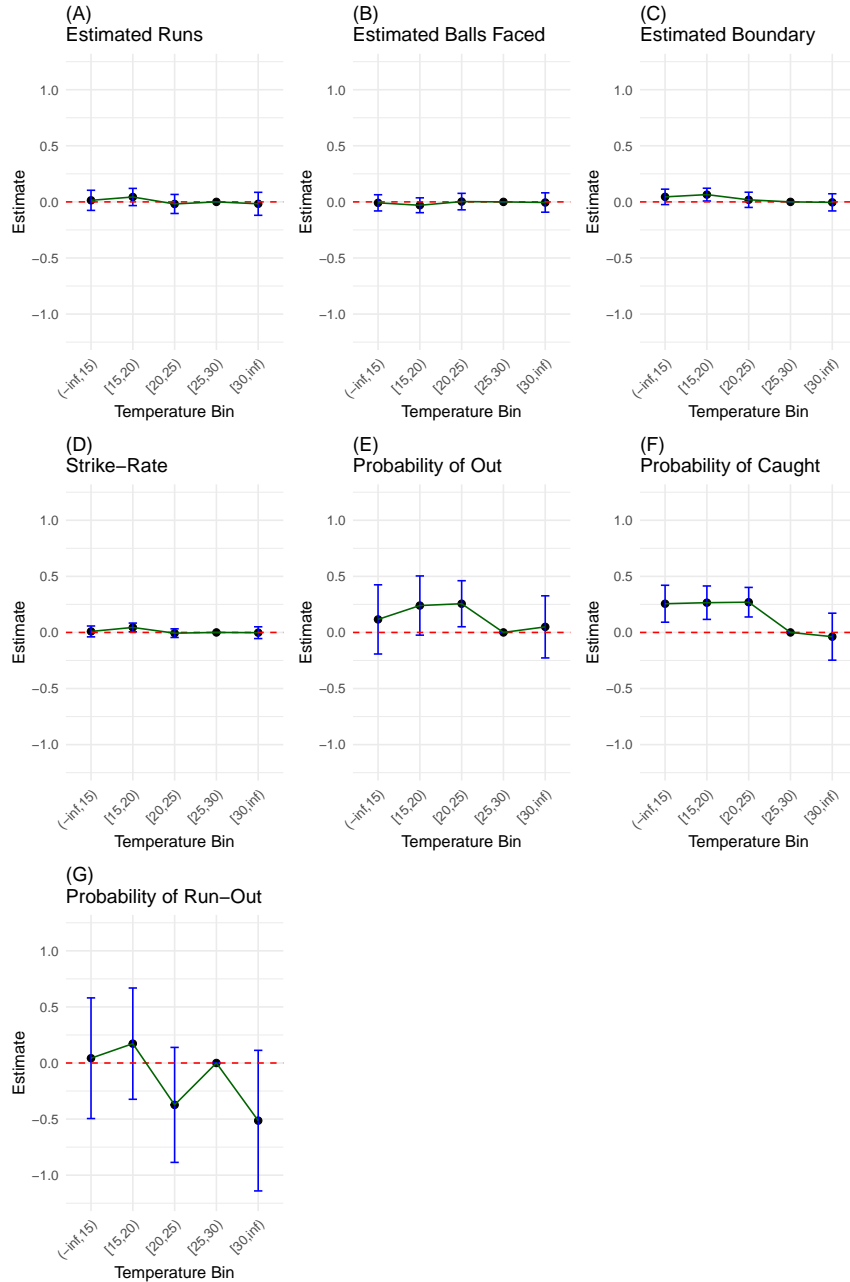 (A)
Estimated Runs
1.0
0.5
0.0
−0.5
−1.0
Estimate
(−inf,15)
[15,20)
[20,25)
[25,30)
[30,inf)
Temperature Bin
(B)
Estimated Balls Faced
1.0
0.5
0.0
−0.5
−1.0
Estimate
(−inf,15)
[15,20)
[20,25)
[25,30)
[30,inf)
Temperature Bin
(C)
Estimated Boundary
1.0
0.5
0.0
−0.5
−1.0
Estimate
(−inf,15)
[15,20)
[20,25)
[25,30)
[30,inf)
Temperature Bin
(D)
Strike−Rate
1.0
0.5
0.0
−0.5
−1.0
Estimate
(−inf,15)
[15,20)
[20,25)
[25,30)
[30,inf)
Temperature Bin
(E)
Probability of Out
1.0
0.5
0.0
−0.5
−1.0
Estimate
(−inf,15)
[15,20)
[20,25)
[25,30)
[30,inf)
Temperature Bin
(F)
Probability of Caught
1.0
0.5
0.0
−0.5
−1.0
Estimate
(−inf,15)
[15,20)
[20,25)
[25,30)
[30,inf)
Temperature Bin
(G)
Probability of Run−Out
1.0
0.5
0.0
−0.5
−1.0
Estimate
(−inf,15)
[15,20)
[20,25)
[25,30)
[30,inf)
Temperature Bin